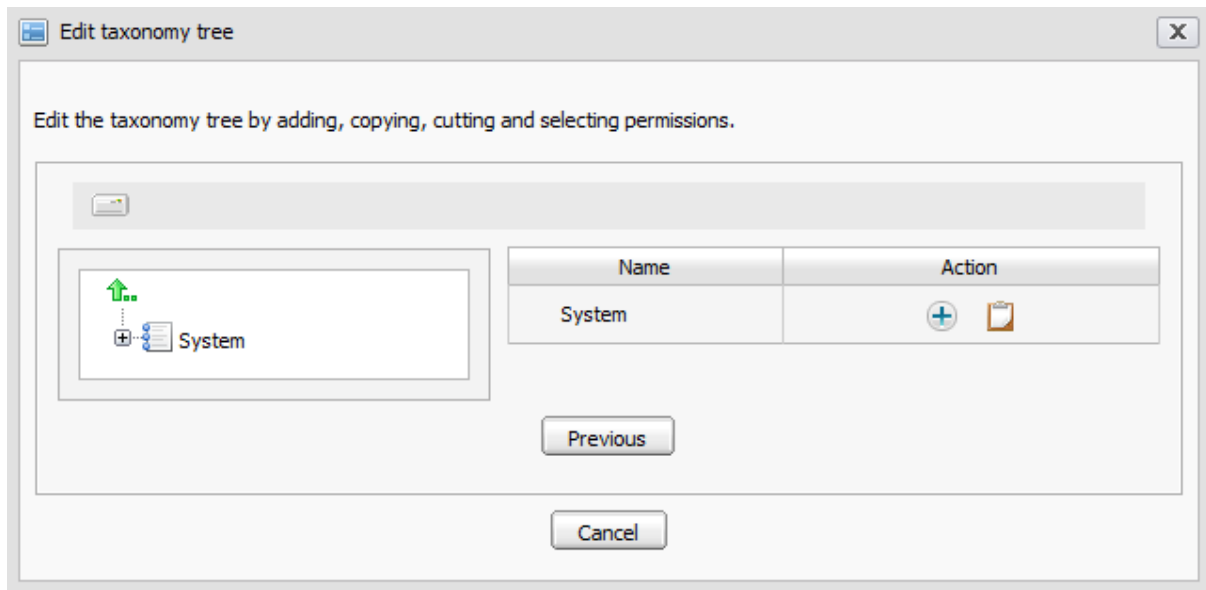 Edit taxonomy tree
Edit the taxonomy tree by adding, copying, cutting and selecting permissions.
Name Action
System
System
Previous
Cancel